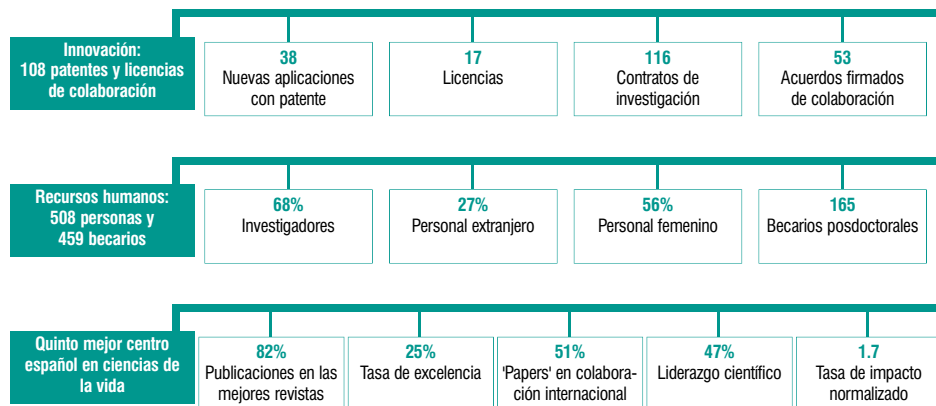 Innovación:
108 patentes y licencias
de colaboración
38
Nuevas aplicaciones
con patente
17
Licencias
116
Contratos de
investigación
53
Acuerdos firmados
de colaboración
Recursos humanos:
508 personas y
459 becarios
68%
Investigadores
27%
Personal extranjero
56%
Personal femenino
165
Becarios posdoctorales
Quinto mejor centro
español en ciencias de
la vida
82%
Publicaciones en las
mejores revistas
25%
Tasa de excelencia
51%
'Papers' en colabora-
ción internacional
47%
Liderazgo científico
1.7
Tasa de impacto
normalizado